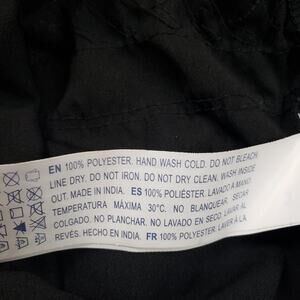 EN 100% POLYESTER. HAND WASH COLD. DO NOT BLEACH.
LINE DRY. DO NOT IRON. DO NOT DRY CLEAN. WASH INSIDE
OUT. MADE IN INDIA. ES 100% POLIÉSTER. LAVADO A MANO
TEMPERATURA MÁXIMA 30°C. NO BLANQUEAR. SECAR
COLGADO. NO PLANCHAR. NO LAVADO EN SECO. LAVAR AL
REVÉS. HECHO EN INDIA. FR 100% POLYESTER. LAVER À LA